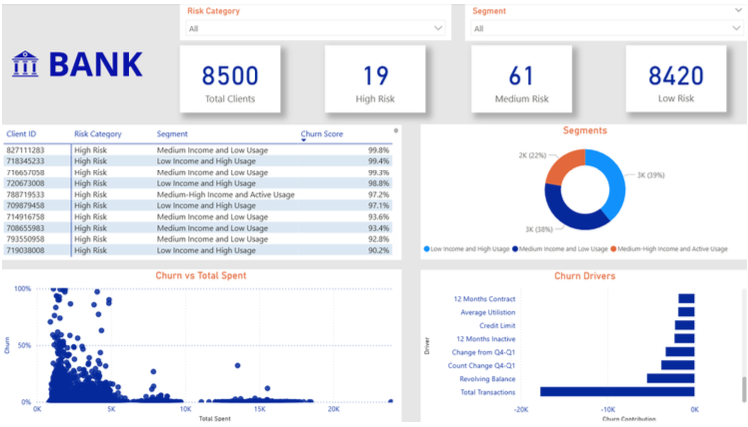 Risk Category
Segment
All
All
BANK
8500
Total Clients
19
High Risk
61
Medium Risk
8420
Low Risk
Client ID Risk Category Segment Churn Score
827111283 High Risk Medium Income and Low Usage 99.8%
718345233 High Risk Low Income and High Usage 99.4%
716657058 High Risk Medium Income and Low Usage 99.3%
720673008 High Risk Low Income and High Usage 98.8%
788719533 High Risk Medium-High Income and Active Usage 97.2%
709879458 High Risk Low Income and High Usage 97.1%
714916758 High Risk Medium Income and Low Usage 93.6%
708655983 High Risk Medium Income and Low Usage 93.4%
793550958 High Risk Medium Income and Low Usage 92.8%
719038008 High Risk Low Income and High Usage 90.2%
Segments
2K (22%)
3K (39%)
3K (38%)
Low Income and High Usage Medium Income and Low Usage Medium-High Income and Active Usage
Churn vs Total Spent
100%
50%
0%
Churn
0K 5K 10K 15K 20K
Total Spent
Churn Drivers
Driver
12 Months Contract
Average Utilistion
Credit Limit
12 Months Inactive
Change from Q4-Q1
Count Change Q4-Q1
Revolving Balance
Total Transactions
-20K -10K 0K
Churn Contribution